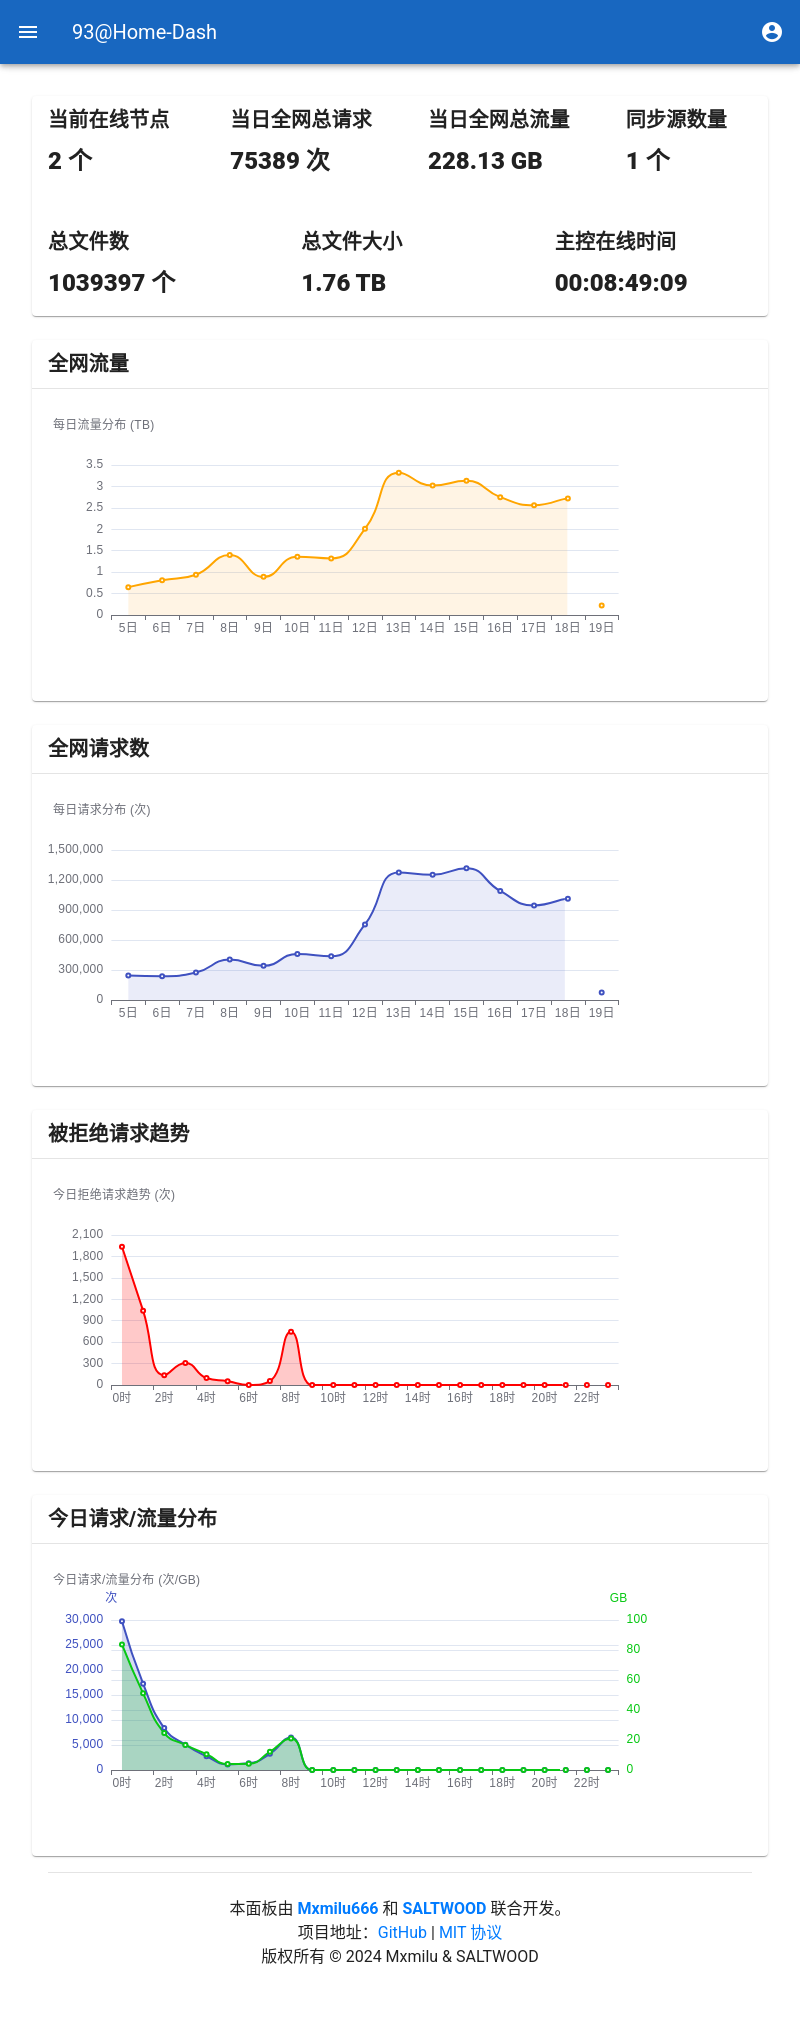 93@Home-Dash
当前在线节点 当日全网总请求 当日全网总流量 同步源数量
2 个 75389 次 228.13 GB 1 个
总文件数 总文件大小 主控在线时间
1039397 个 1.76 TB 00:08:49:09
全网流量
每日流量分布 (TB)
3.5
3
2.5
2
1.5
1
0.5
0
5日 6日 7日 8日 9日 10日 11日 12日 13日 14日 15日 16日 17日 18日 19日
全网请求数
每日请求分布 (次)
1,500,000
1,200,000
900,000
600,000
300,000
0
5日 6日 7日 8日 9日 10日 11日 12日 13日 14日 15日 16日 17日 18日 19日
被拒绝请求趋势
今日拒绝请求趋势 (次)
2,100
1,800
1,500
1,200
900
600
300
0
0时 2时 4时 6时 8时 10时 12时 14时 16时 18时 20时 22时
今日请求/流量分布
今日请求/流量分布 (次/GB)
次 GB
30,000 100
25,000 80
20,000 60
15,000 40
10,000 20
5,000 0
0
0时 2时 4时 6时 8时 10时 12时 14时 16时 18时 20时 22时
本面板由 Mxmilu666 和 SALTWOOD 联合开发。
项目地址：GitHub | MIT 协议
版权所有 © 2024 Mxmilu & SALTWOOD